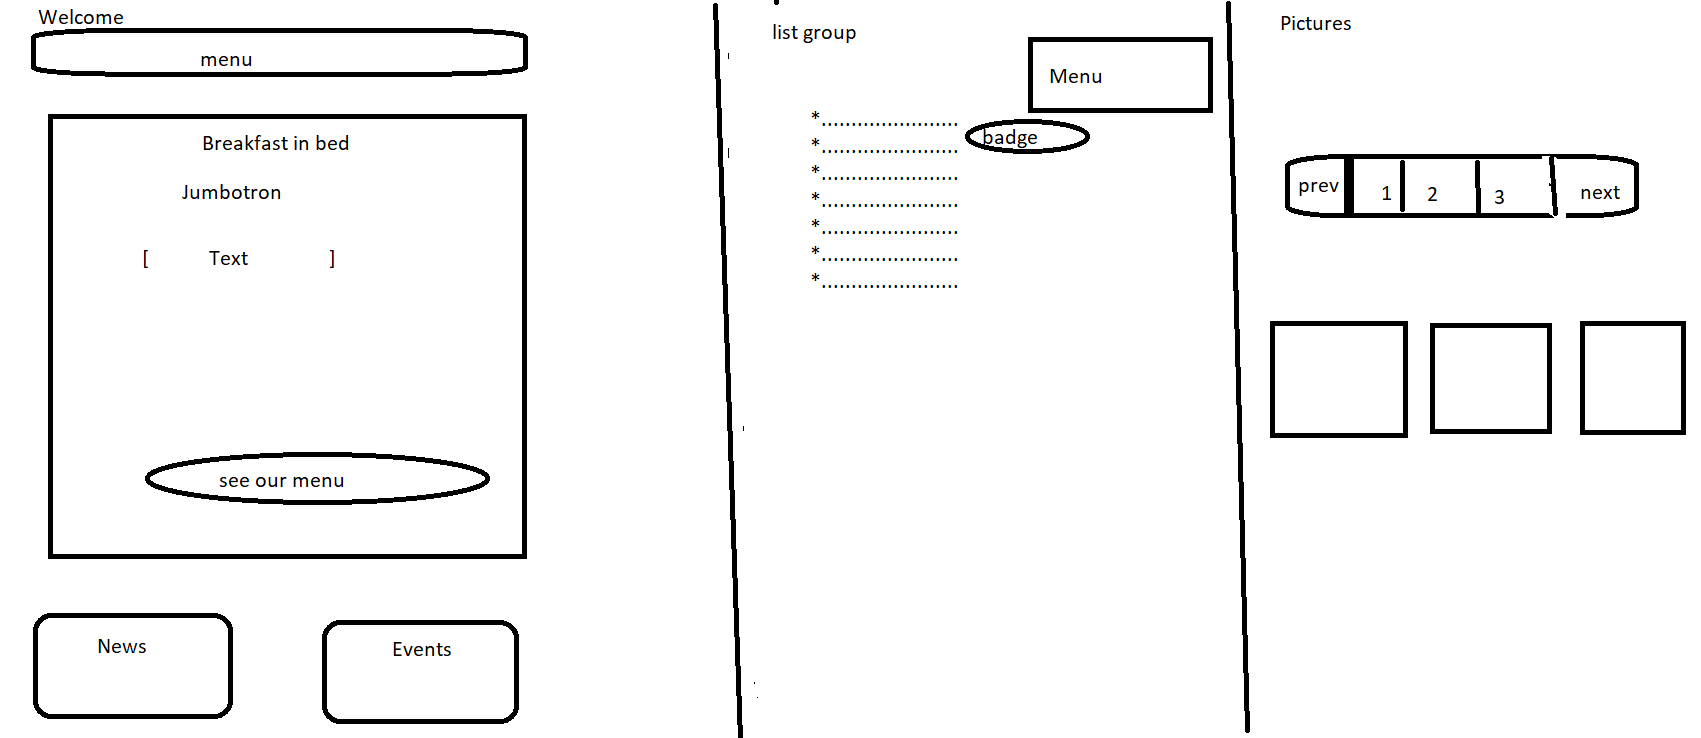 Welcome
menu
Breakfast in bed
Jumbotron
[ Text ]
see our menu
News
Events
list group
Menu
*.......................
badge
*.......................
*.......................
*.......................
*.......................
*.......................
*.......................
Pictures
prev 1 2 3 next